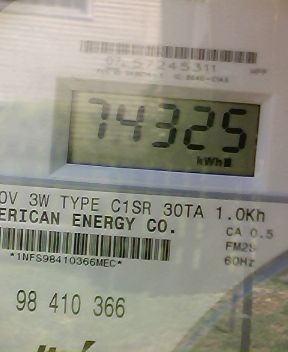 57245311
74325
kWh
0V 3W TYPE C1SR 30TA 1.0Kh
ERICAN ENERGY CO.
CA 0.5
FM2S
60Hz
*1NFS98410366MEC*
98 410 366